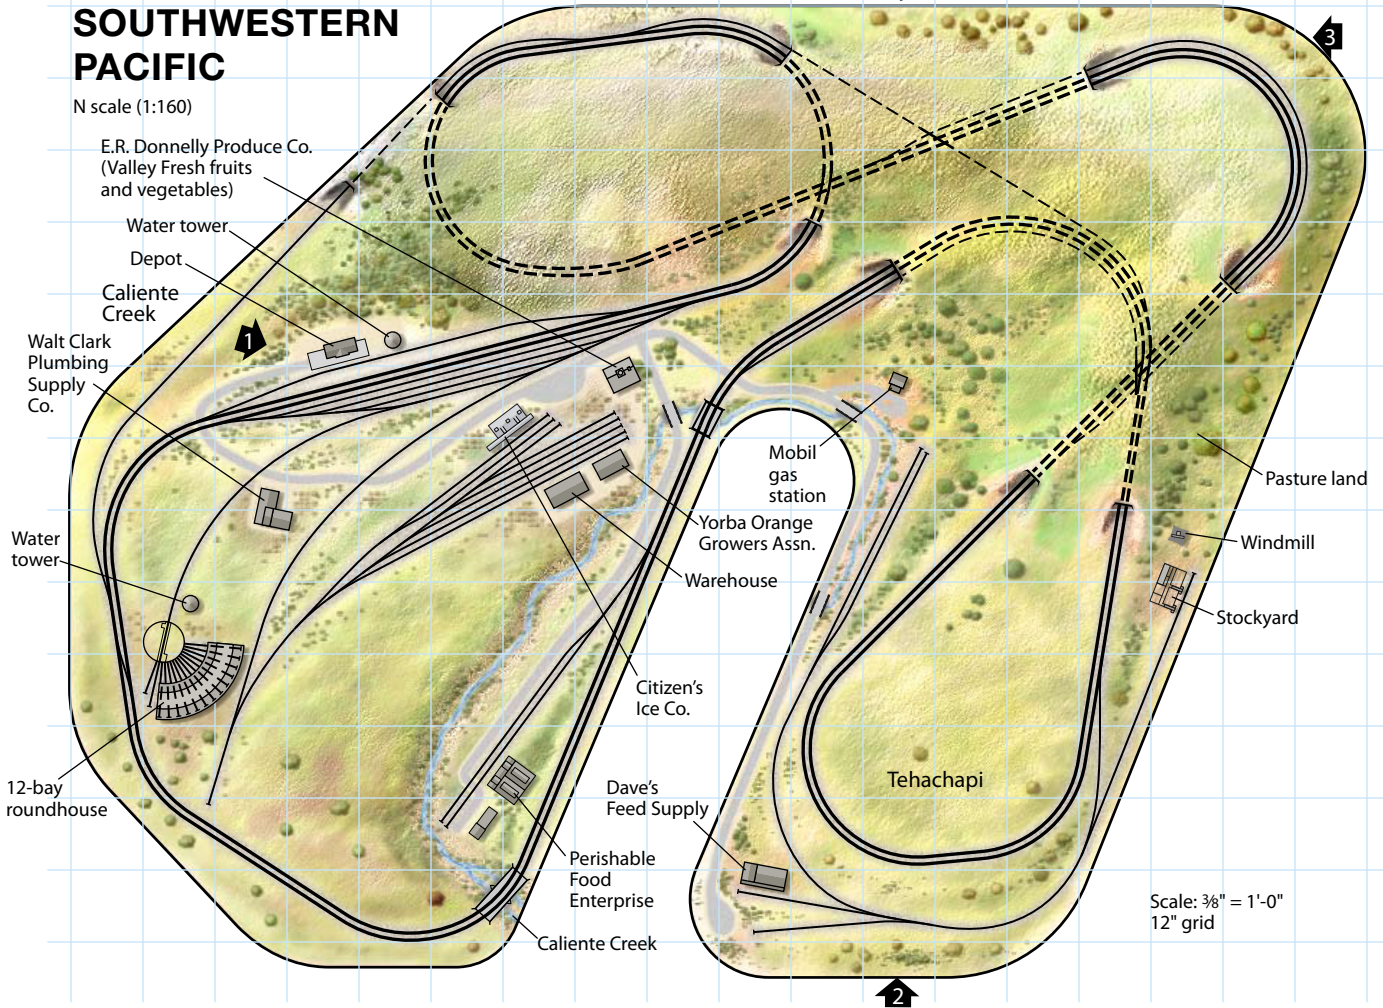 SOUTHWESTERN
PACIFIC
N scale (1:160)
E.R. Donnelly Produce Co.
(Valley Fresh fruits
and vegetables)
Water tower
Depot
Caliente
Creek
Walt Clark
Plumbing
Supply
Co.
1
3
Mobil
gas
station
Pasture land
Yorba Orange
Growers Assn.
Windmill
Water
tower
Warehouse
Stockyard
Citizen's
Ice Co.
12-bay
roundhouse
Tehachapi
Dave's
Feed Supply
Perishable
Food
Enterprise
Caliente Creek
Scale: ⅜" = 1'-0"
12" grid
2